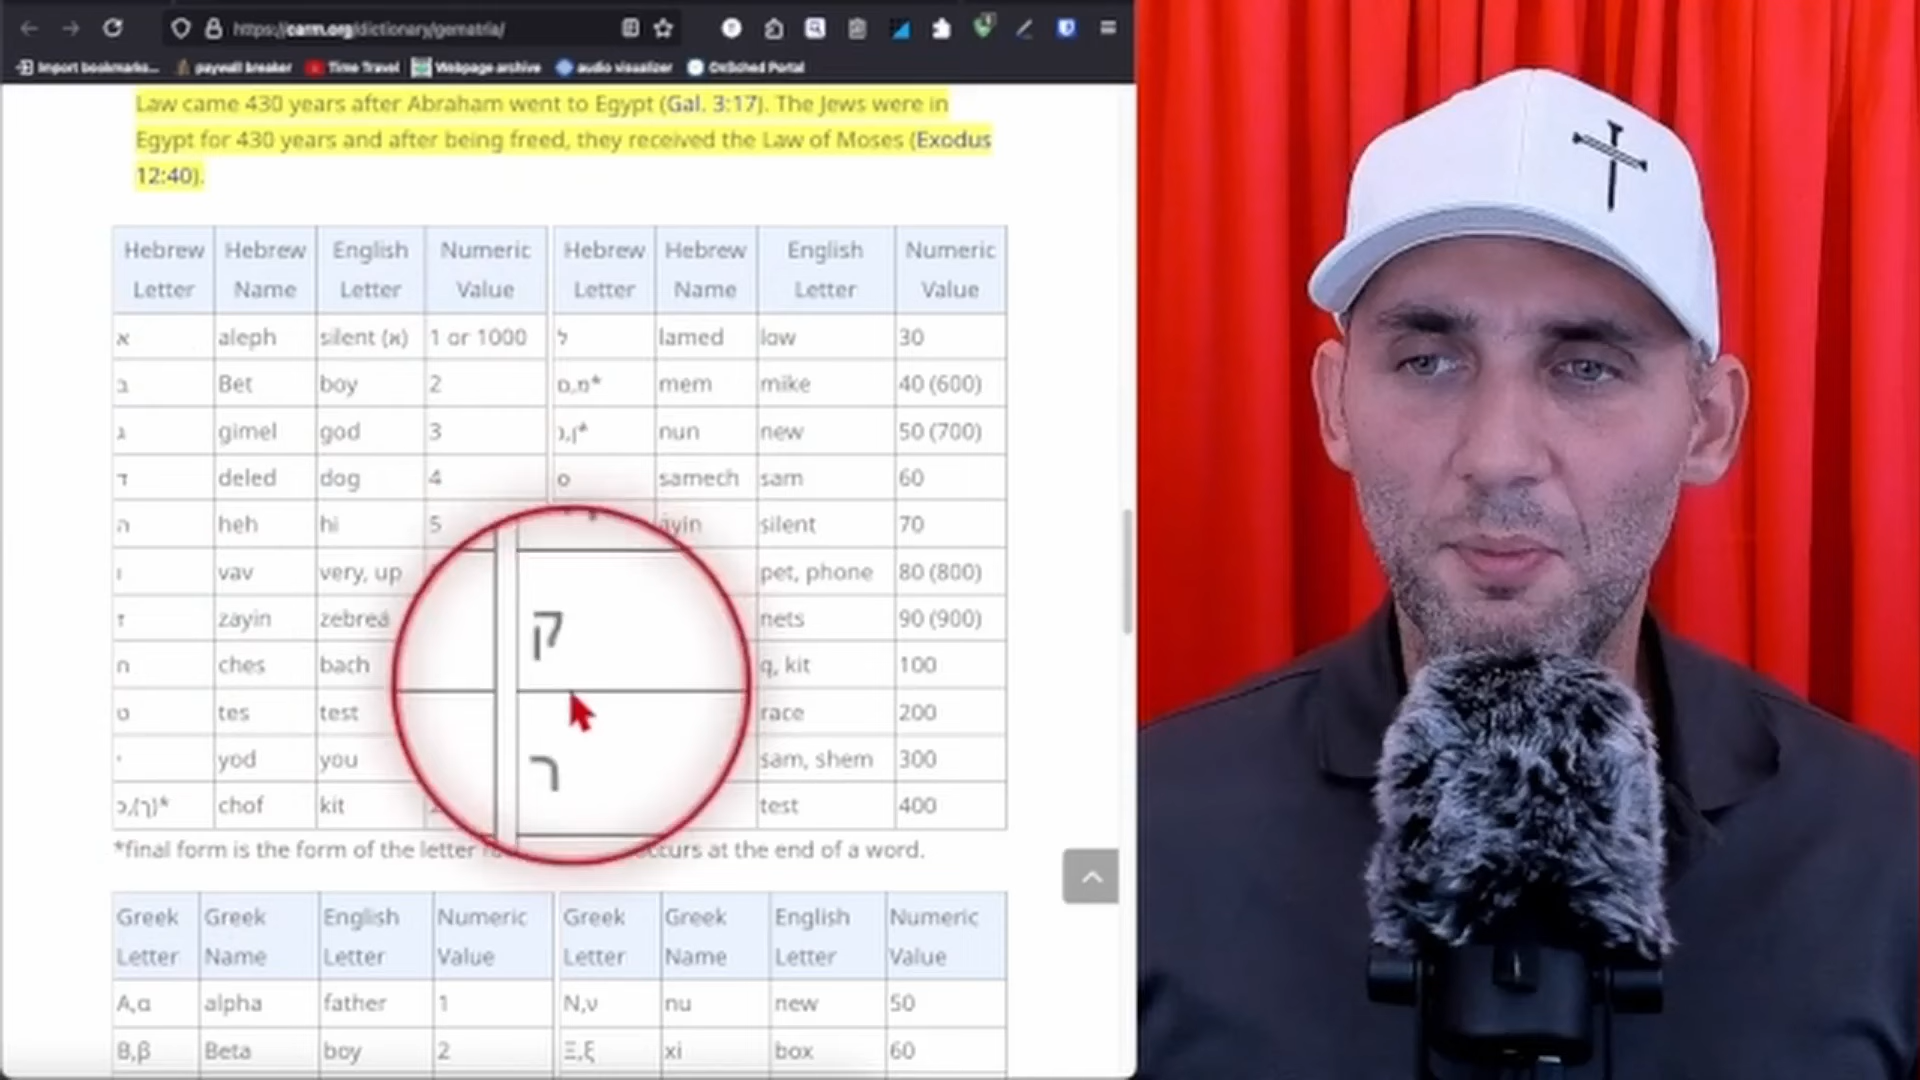 https://carm.org/dictionary/gematria/
Import bookmarks... paywall breaker Time Travel Webpage archive audio visualizer OnSched Portal
Law came 430 years after Abraham went to Egypt (Gal. 3:17). The Jews were in
Egypt for 430 years and after being freed, they received the Law of Moses (Exodus
12:40).
Hebrew Letter Hebrew Name English Letter Numeric Value Hebrew Letter Hebrew Name English Letter Numeric Value
א aleph silent (א) 1 or 1000 ל lamed low 30
ב Bet boy 2 מ,ם* mem mike 40 (600)
ג gimel god 3 נ,ן* nun new 50 (700)
ד deled dog 4 ס samech sam 60
ה heh hi 5 ayin silent 70
ו vav very, up pet, phone 80 (800)
ז zayin zebrea nets 90 (900)
ח ches bach ק q, kit 100
ט tes test ר race 200
י yod you sam, shem 300
כ,(ך)* chof kit test 400
*final form is the form of the letter occurs at the end of a word.
Greek Letter Greek Name English Letter Numeric Value Greek Letter Greek Name English Letter Numeric Value
Α,α alpha father 1 Ν,ν nu new 50
Β,β Beta boy 2 Ξ,ξ xi box 60